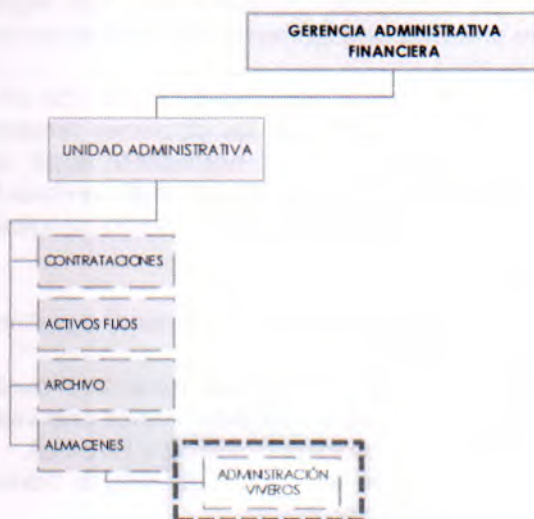 GERENCIA ADMINISTRATIVA
FINANCIERA
UNIDAD ADMINISTRATIVA
CONTRATACIONES
ACTIVOS FIJOS
ARCHIVO
ALMACENES
ADMINISTRACIÓN
VIVEROS